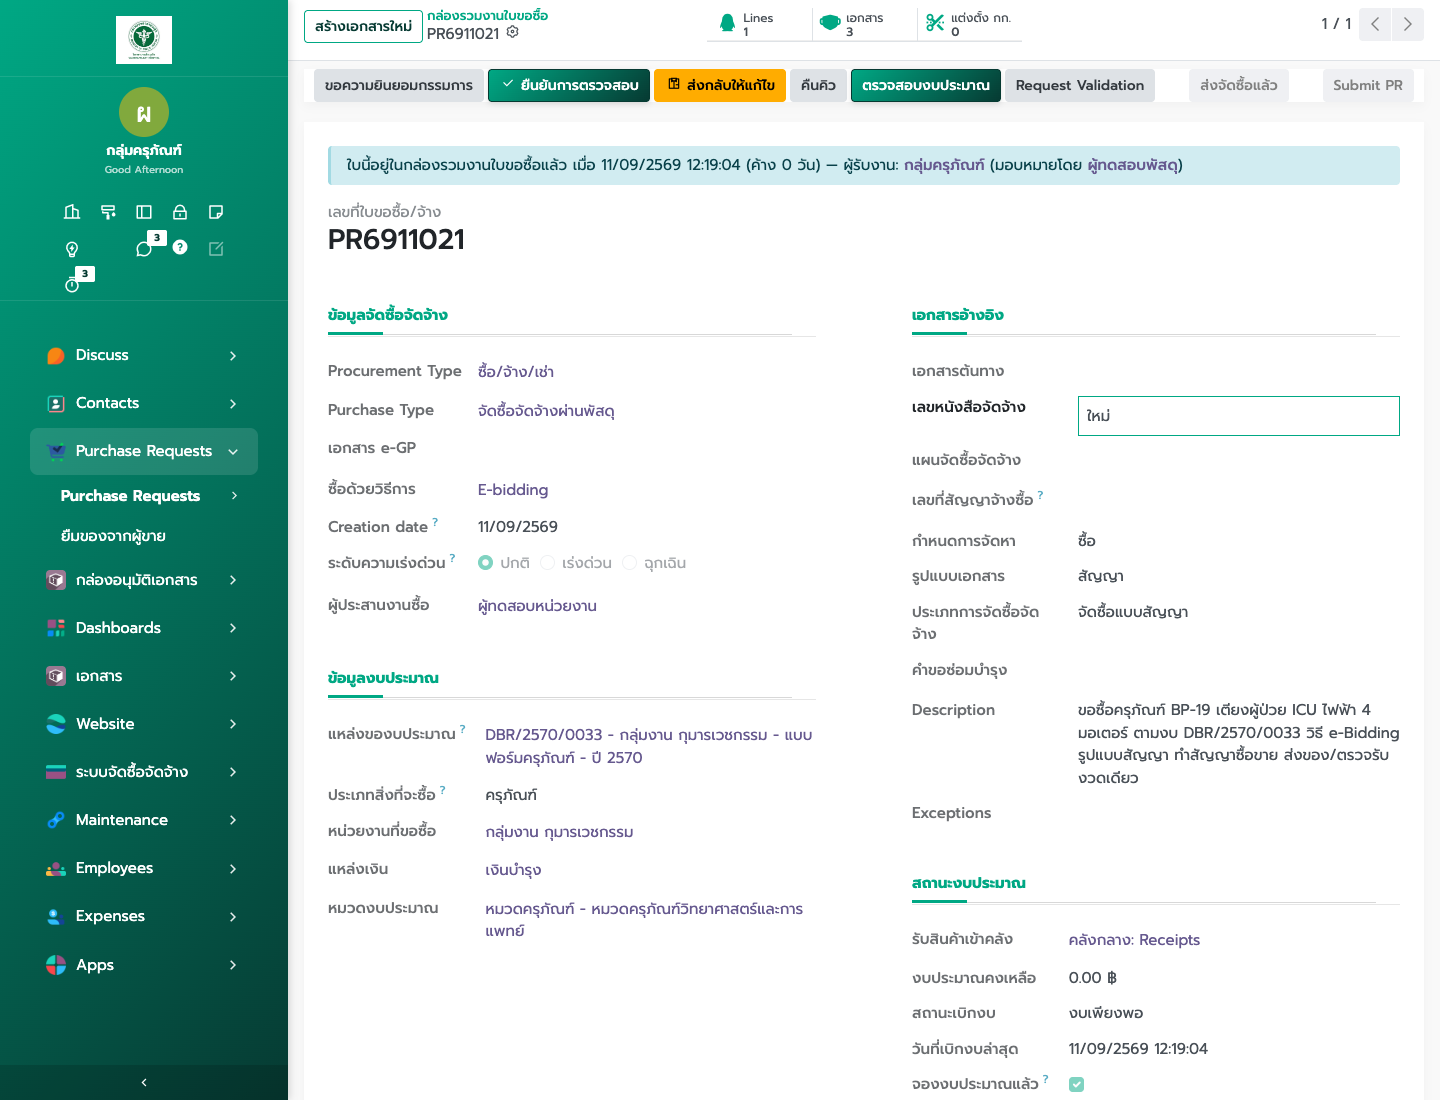 สร้างเอกสารใหม่
กล่องรวมงานใบขอซื้อ
PR6911021
Lines
1
เอกสาร
3
แต่งตั้ง กก.
0
1 / 1
ผ
กลุ่มครุภัณฑ์
Good Afternoon
3
3
Discuss
Contacts
Purchase Requests
Purchase Requests
ยืมของจากผู้ขาย
กล่องอนุมัติเอกสาร
Dashboards
เอกสาร
Website
ระบบจัดซื้อจัดจ้าง
Maintenance
Employees
Expenses
Apps
ขอความยินยอมกรรมการ
ยืนยันการตรวจสอบ
ส่งกลับให้แก้ไข
คืนคิว
ตรวจสอบงบประมาณ
Request Validation
ส่งจัดซื้อแล้ว
Submit PR
ใบนี้อยู่ในกล่องรวมงานใบขอซื้อแล้ว เมื่อ 11/09/2569 12:19:04 (ค้าง 0 วัน) — ผู้รับงาน: กลุ่มครุภัณฑ์ (มอบหมายโดย ผู้ทดสอบพัสดุ)
เลขที่ใบขอซื้อ/จ้าง
PR6911021
ข้อมูลจัดซื้อจัดจ้าง
Procurement Type ซื้อ/จ้าง/เช่า
Purchase Type จัดซื้อจัดจ้างผ่านพัสดุ
เอกสาร e-GP
ซื้อด้วยวิธีการ E-bidding
Creation date ? 11/09/2569
ระดับความเร่งด่วน ? ปกติ เร่งด่วน ฉุกเฉิน
ผู้ประสานงานซื้อ ผู้ทดสอบหน่วยงาน
ข้อมูลงบประมาณ
แหล่งของงบประมาณ ? DBR/2570/0033 - กลุ่มงาน กุมารเวชกรรม - แบบ
ฟอร์มครุภัณฑ์ - ปี 2570
ประเภทสิ่งที่จะซื้อ ? ครุภัณฑ์
หน่วยงานที่ขอซื้อ กลุ่มงาน กุมารเวชกรรม
แหล่งเงิน เงินบำรุง
หมวดงบประมาณ หมวดครุภัณฑ์ - หมวดครุภัณฑ์วิทยาศาสตร์และการ
แพทย์
เอกสารอ้างอิง
เอกสารต้นทาง
เลขหนังสือจัดจ้าง ใหม่
แผนจัดซื้อจัดจ้าง
เลขที่สัญญาจ้างซื้อ ?
กำหนดการจัดหา ซื้อ
รูปแบบเอกสาร สัญญา
ประเภทการจัดซื้อจัด จัดซื้อแบบสัญญา
จ้าง
คำขอซ่อมบำรุง
Description ขอซื้อครุภัณฑ์ BP-19 เตียงผู้ป่วย ICU ไฟฟ้า 4
มอเตอร์ ตามงบ DBR/2570/0033 วิธี e-Bidding
รูปแบบสัญญา ทำสัญญาซื้อขาย ส่งของ/ตรวจรับ
งวดเดียว
Exceptions
สถานะงบประมาณ
รับสินค้าเข้าคลัง คลังกลาง: Receipts
งบประมาณคงเหลือ 0.00 ฿
สถานะเบิกงบ งบเพียงพอ
วันที่เบิกงบล่าสุด 11/09/2569 12:19:04
จองงบประมาณแล้ว ?